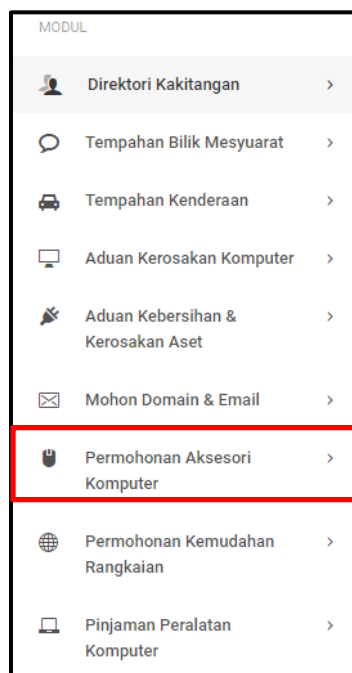 MODUL
Direktori Kakitangan
Tempahan Bilik Mesyuarat
Tempahan Kenderaan
Aduan Kerosakan Komputer
Aduan Kebersihan &
Kerosakan Aset
Mohon Domain & Email
Permohonan Aksesori
Komputer
Permohonan Kemudahan
Rangkaian
Pinjaman Peralatan
Komputer